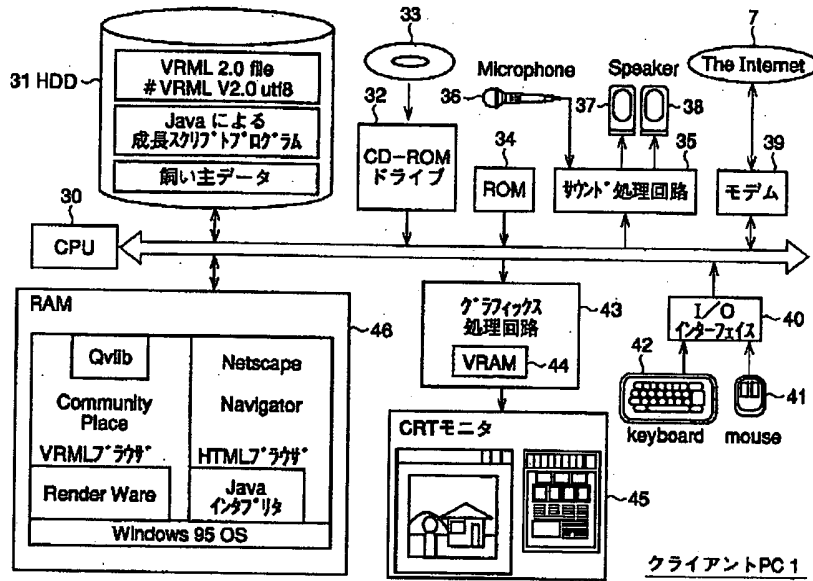 31 HDD
VRML 2.0 file
#VRML V2.0 utf8
Java による
成長スクリプトプログラム
飼い主データ
33
32
CD-ROM
ドライブ
Microphone
36
34
ROM
Speaker
37
38
35
サウンド処理回路
7
The Internet
39
モデム
30
CPU
RAM
46
Qvlib
Community
Place
VRMLブラウザ
Render Ware
Netscape
Navigator
HTMLブラウザ
Java
インタプリタ
Windows 95 OS
グラフィックス
処理回路
43
VRAM
44
CRTモニタ
45
I/O
インターフェイス
40
42
keyboard
41
mouse
クライアントPC 1